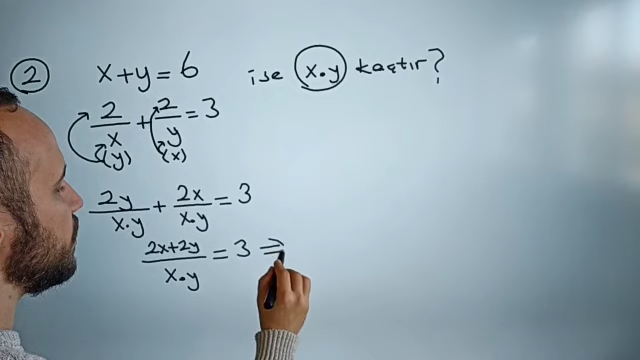 2 x+y=6 ise x.y kaçtır?
2/x + 2/y = 3
(y) (x)
2y/x.y + 2x/x.y = 3
2x+2y/x.y = 3 ⇒